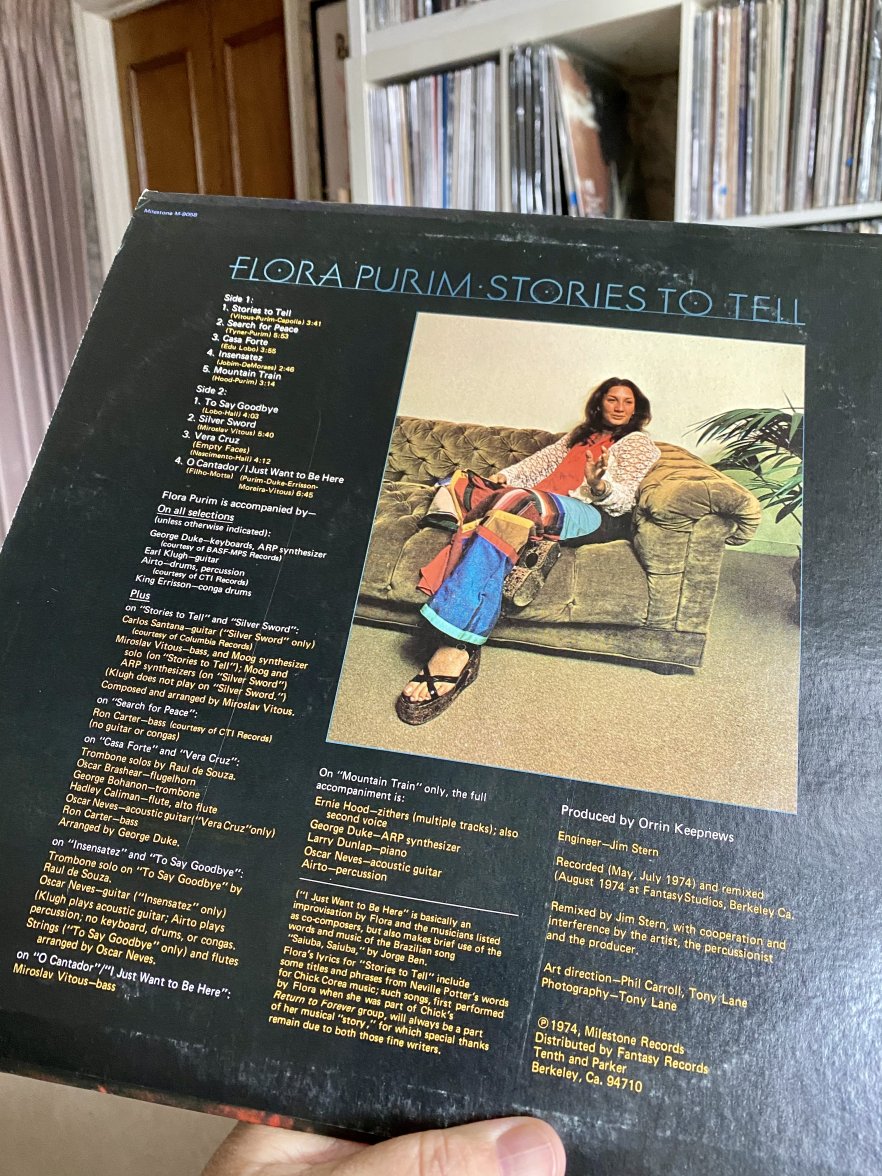 Milestone M-9058
FLORA PURIM·STORIES TO TELL
Side 1:
1. Stories to Tell
(Vitous-Purim-Capolla) 3:41
2. Search for Peace
(Tyner-Purim) 5:53
3. Casa Forte
(Edu Lobo) 3:55
4. Insensatez
(Jobim-DeMoraes) 2:46
5. Mountain Train
(Hood-Purim) 3:14
Side 2:
1. To Say Goodbye
(Lobo-Hall) 4:03
2. Silver Sword
(Miroslav Vitous) 5:40
3. Vera Cruz
(Empty Faces)
(Nascimento-Hall) 4:12
4. O Cantador/I Just Want to Be Here
(Filho-Motta) (Purim-Duke-Errisson-
Moreira-Vitous) 6:45
Flora Purim is accompanied by—
On all selections
(unless otherwise indicated):
George Duke—keyboards, ARP synthesizer
(courtesy of BASF-MPS Records)
Earl Klugh—guitar
Airto—drums, percussion
(courtesy of CTI Records)
King Errisson—conga drums
Plus
on "Stories to Tell" and "Silver Sword":
Carlos Santana—guitar ("Silver Sword" only)
(courtesy of Columbia Records)
Miroslav Vitous—bass, and Moog synthesizer
solo (on "Stories to Tell"); Moog and
ARP synthesizers (on "Silver Sword")
(Klugh does not play on "Silver Sword.")
Composed and arranged by Miroslav Vitous.
on "Search for Peace":
Ron Carter—bass (courtesy of CTI Records)
(no guitar or congas)
on "Casa Forte" and "Vera Cruz":
Trombone solos by Raul de Souza.
Oscar Brashear—flugelhorn
George Bohanon—trombone
Hadley Caliman—flute, alto flute
Oscar Neves—acoustic guitar("Vera Cruz"only)
Ron Carter—bass
Arranged by George Duke.
on "Insensatez" and "To Say Goodbye":
Trombone solo on "To Say Goodbye" by
Raul de Souza.
Oscar Neves—guitar ("Insensatez" only)
(Klugh plays acoustic guitar; Airto plays
percussion; no keyboard, drums, or congas.
Strings ("To Say Goodbye" only) and flutes
arranged by Oscar Neves.
on "O Cantador"/"I Just Want to Be Here":
Miroslav Vitous—bass
On "Mountain Train" only, the full
accompaniment is:
Ernie Hood—zithers (multiple tracks); also
second voice
George Duke—ARP synthesizer
Larry Dunlap—piano
Oscar Neves—acoustic guitar
Airto—percussion
("I Just Want to Be Here" is basically an
improvisation by Flora and the musicians listed
as co-composers, but also makes brief use of the
words and music of the Brazilian song
"Saiuba, Saiuba," by Jorge Ben.
Flora's lyrics for "Stories to Tell" include
some titles and phrases from Neville Potter's words
for Chick Corea music; such songs, first performed
by Flora when she was part of Chick's
Return to Forever group, will always be a part
of her musical "story," for which special thanks
remain due to both those fine writers.
Produced by Orrin Keepnews
Engineer—Jim Stern
Recorded (May, July 1974) and remixed
(August 1974 at Fantasy Studios, Berkeley Ca.
Remixed by Jim Stern, with cooperation and
interference by the artist, the percussionist
and the producer.
Art direction—Phil Carroll, Tony Lane
Photography—Tony Lane
℗1974, Milestone Records
Distributed by Fantasy Records
Tenth and Parker
Berkeley, Ca. 94710